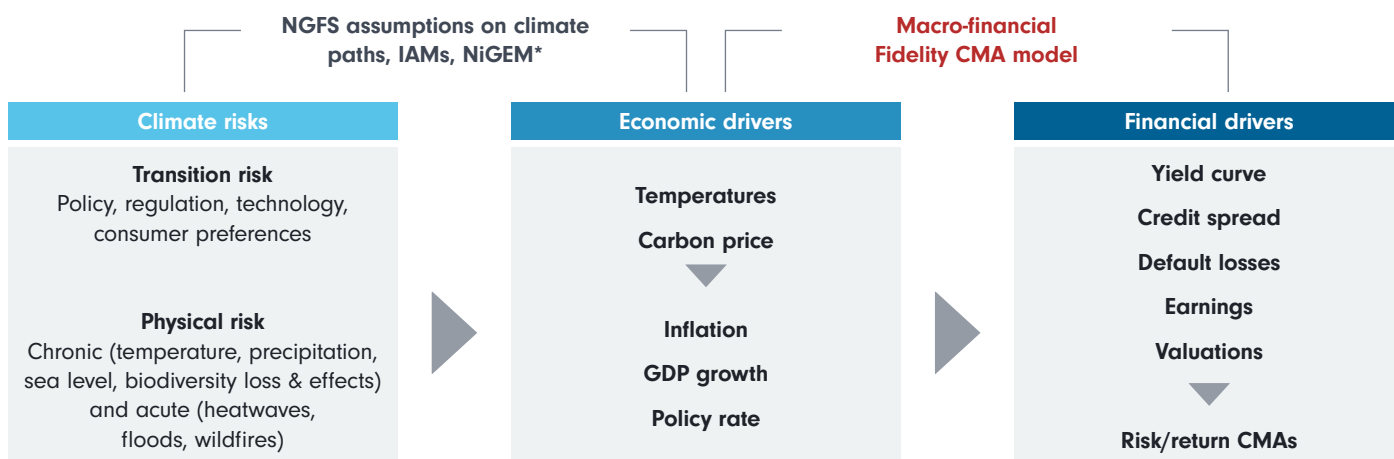 NGFS assumptions on climate
paths, IAMs, NiGEM*
Macro-financial
Fidelity CMA model
Climate risks
Transition risk
Policy, regulation, technology,
consumer preferences
Physical risk
Chronic (temperature, precipitation,
sea level, biodiversity loss & effects)
and acute (heatwaves,
floods, wildfires)
Economic drivers
Temperatures
Carbon price
Inflation
GDP growth
Policy rate
Financial drivers
Yield curve
Credit spread
Default losses
Earnings
Valuations
Risk/return CMAs